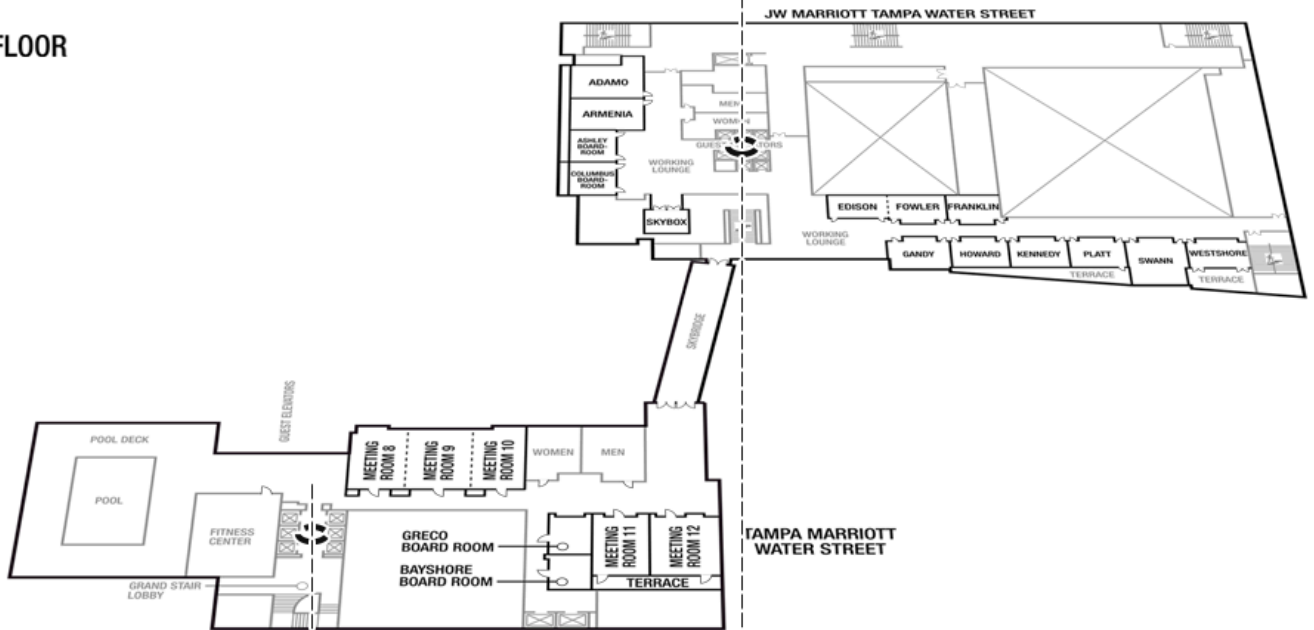 JW MARRIOTT TAMPA WATER STREET
FLOOR
ADAMO
ARMENIA
ASHLEY
BOARD-
ROOM
COLUMBUS
BOARD-
ROOM
MEN
WOMEN
WORKING
LOUNGE
SKYBOX
EDISON
FOWLER
FRANKLIN
WORKING
LOUNGE
GANDY
HOWARD
KENNEDY
PLATT
SWANN
WESTSHORE
TERRACE
TERRACE
SKYBRIDGE
GUEST ELEVATORS
POOL DECK
POOL
FITNESS
CENTER
GRAND STAIR
LOBBY
MEETING
ROOM 8
MEETING
ROOM 9
MEETING
ROOM 10
WOMEN
MEN
GRECO
BOARD ROOM
BAYSHORE
BOARD ROOM
MEETING
ROOM 11
MEETING
ROOM 12
TERRACE
TAMPA MARRIOTT
WATER STREET